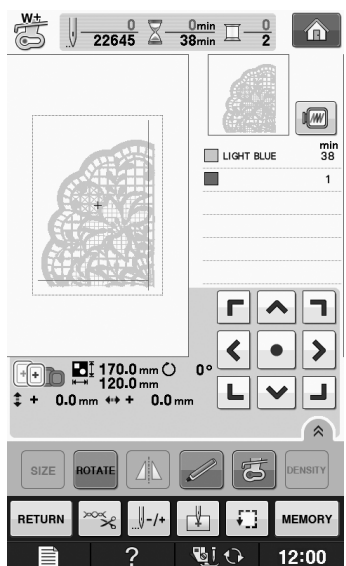 W+
0 0min 0
22645 38min 2
min
LIGHT BLUE 38
1
170.0 mm 0°
120.0 mm
+ 0.0 mm + 0.0 mm
SIZE ROTATE DENSITY
RETURN -/+ MEMORY
? 12:00